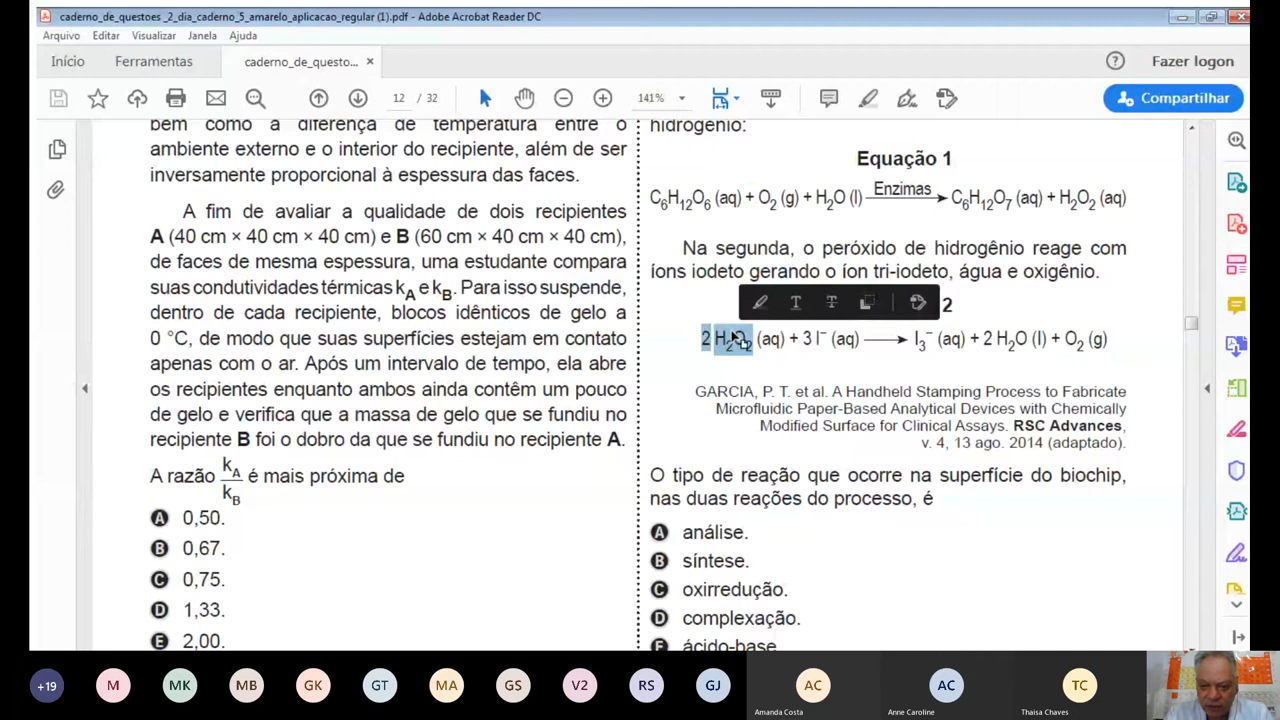 caderno_de_questoes _2_dia_caderno_5_amarelo_aplicacao_regular (1).pdf - Adobe Acrobat Reader DC
Arquivo Editar Visualizar Janela Ajuda
Início Ferramentas caderno_de_questo... ×
Fazer logon
12 / 32
141%
Compartilhar
bem como a diferença de temperatura entre o
ambiente externo e o interior do recipiente, além de ser
inversamente proporcional à espessura das faces.
A fim de avaliar a qualidade de dois recipientes
A (40 cm × 40 cm × 40 cm) e B (60 cm × 40 cm × 40 cm),
de faces de mesma espessura, uma estudante compara
suas condutividades térmicas kA e kB. Para isso suspende,
dentro de cada recipiente, blocos idênticos de gelo a
0 °C, de modo que suas superfícies estejam em contato
apenas com o ar. Após um intervalo de tempo, ela abre
os recipientes enquanto ambos ainda contêm um pouco
de gelo e verifica que a massa de gelo que se fundiu no
recipiente B foi o dobro da que se fundiu no recipiente A.
A razão kA/kB é mais próxima de
A 0,50.
B 0,67.
C 0,75.
D 1,33.
E 2,00.
hidrogênio:
Equação 1
C6H12O6 (aq) + O2 (g) + H2O (l) Enzimas → C6H12O7 (aq) + H2O2 (aq)
Na segunda, o peróxido de hidrogênio reage com
íons iodeto gerando o íon tri-iodeto, água e oxigênio.
2
2 H2O2 (aq) + 3 I− (aq) → I3− (aq) + 2 H2O (l) + O2 (g)
GARCIA, P. T. et al. A Handheld Stamping Process to Fabricate
Microfluidic Paper-Based Analytical Devices with Chemically
Modified Surface for Clinical Assays. RSC Advances,
v. 4, 13 ago. 2014 (adaptado).
O tipo de reação que ocorre na superfície do biochip,
nas duas reações do processo, é
A análise.
B síntese.
C oxirredução.
D complexação.
E ácido-base
+19 M MK MB GK GT MA GS V2 RS GJ AC AC TC
Amanda Costa Anne Caroline Thaisa Chaves